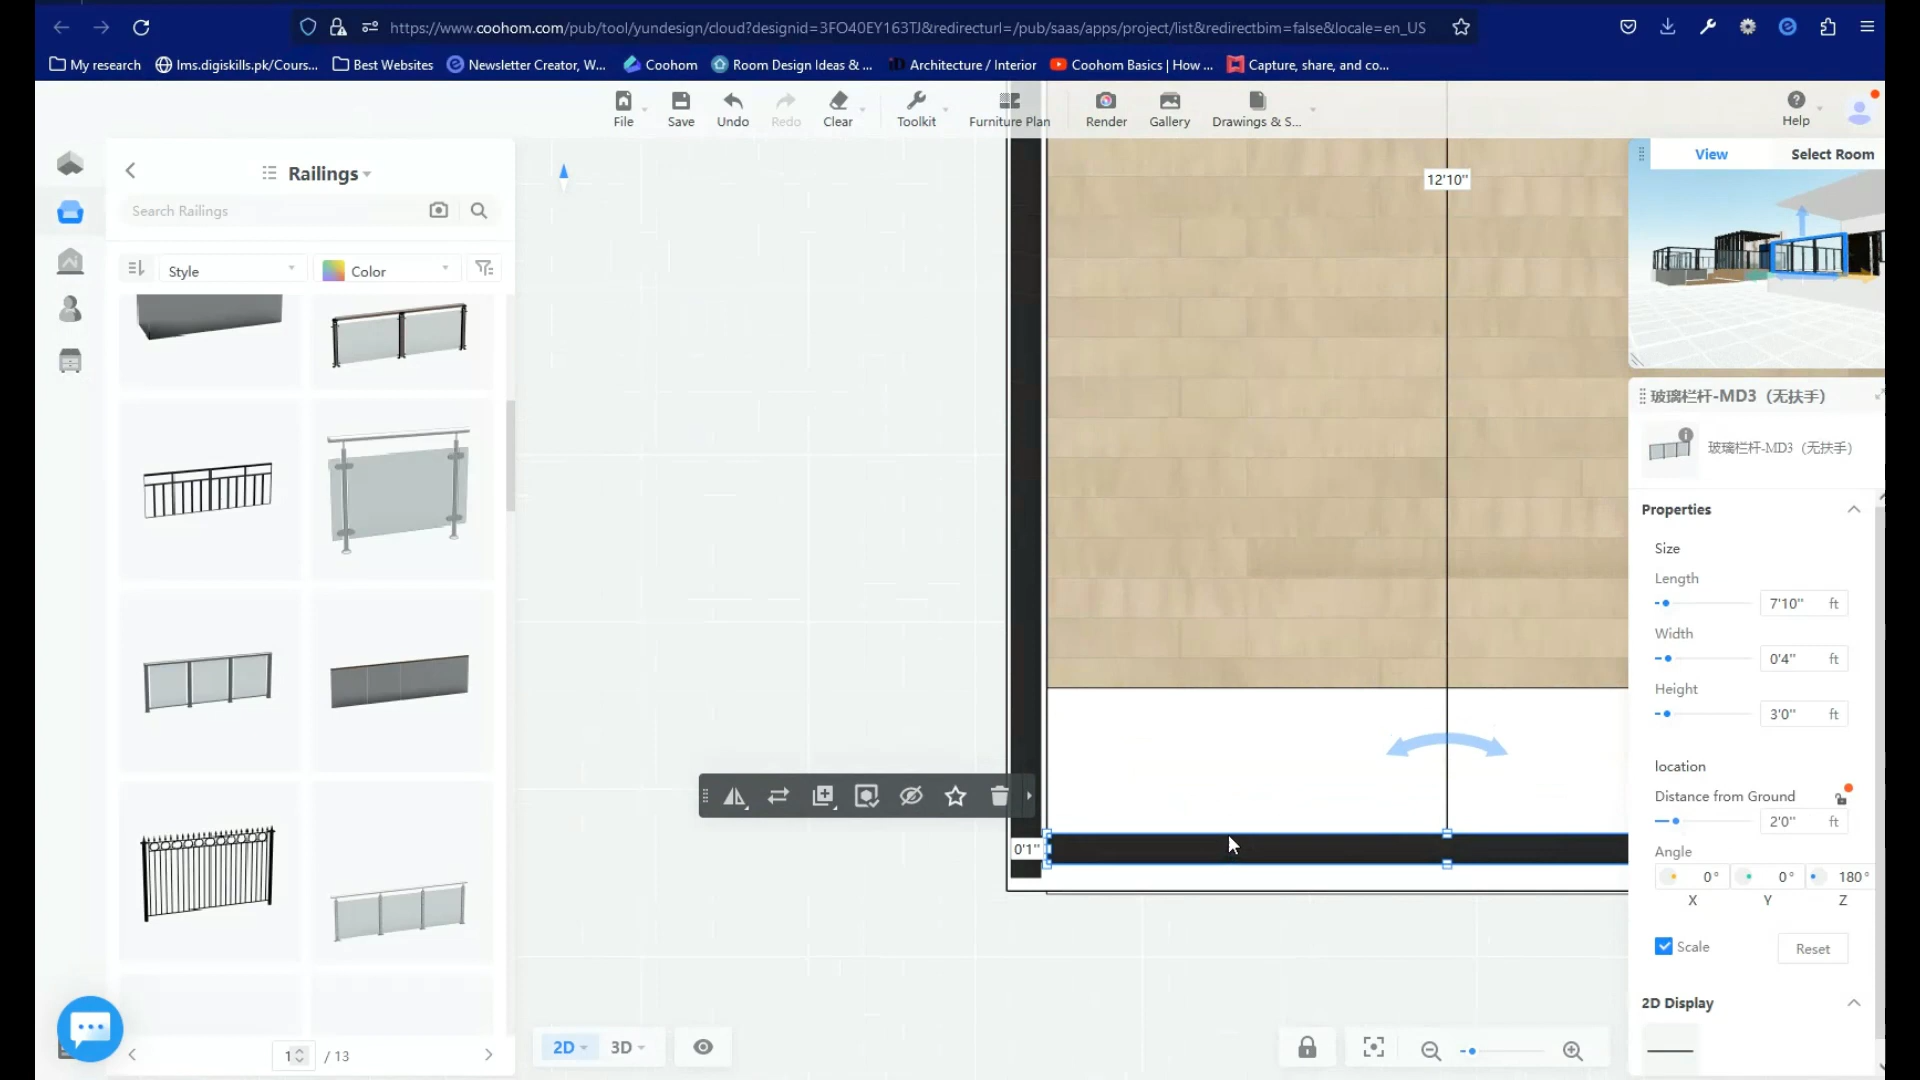 https://www.coohom.com/pub/tool/yundesign/cloud?designid=3FO40EY163TJ&redirecturl=/pub/saas/apps/project/list&redirectbim=false&locale=en_US
My research
lms.digiskills.pk/Cours...
Best Websites
Newsletter Creator, W...
Coohom
Room Design Ideas & ...
Architecture / Interior
Coohom Basics | How ...
Capture, share, and co...
File
Save
Undo
Redo
Clear
Toolkit
Furniture Plan
Render
Gallery
Drawings & S...
Help
Railings
Search Railings
Style
Color
1
/ 13
2D
3D
12'10"
0'1"
View
Select Room
玻璃栏杆-MD3（无扶手）
玻璃栏杆-MD3（无扶手）
Properties
Size
Length
7'10" ft
Width
0'4" ft
Height
3'0" ft
location
Distance from Ground
2'0" ft
Angle
0° 0° 180°
X Y Z
Scale
Reset
2D Display